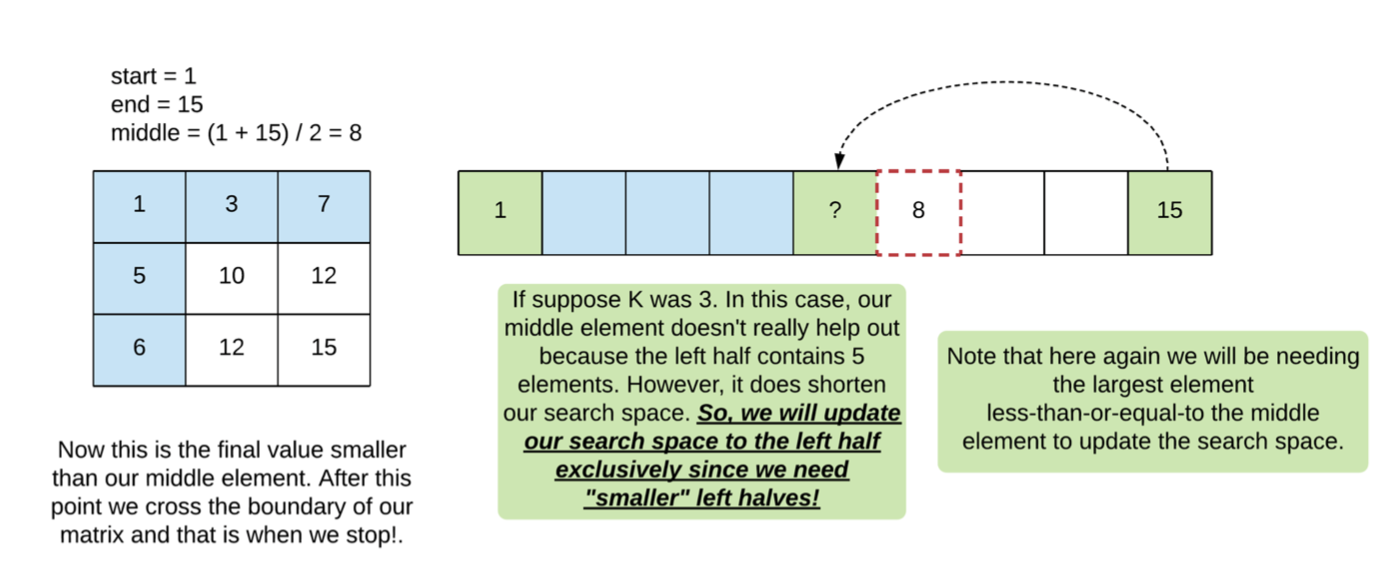 start = 1
end = 15
middle = (1 + 15) / 2 = 8
1 3 7
5 10 12
6 12 15
Now this is the final value smaller
than our middle element. After this
point we cross the boundary of our
matrix and that is when we stop!.
1 ? 8 15
If suppose K was 3. In this case, our
middle element doesn't really help out
because the left half contains 5
elements. However, it does shorten
our search space. So, we will update
our search space to the left half
exclusively since we need
"smaller" left halves!
Note that here again we will be needing
the largest element
less-than-or-equal-to the middle
element to update the search space.